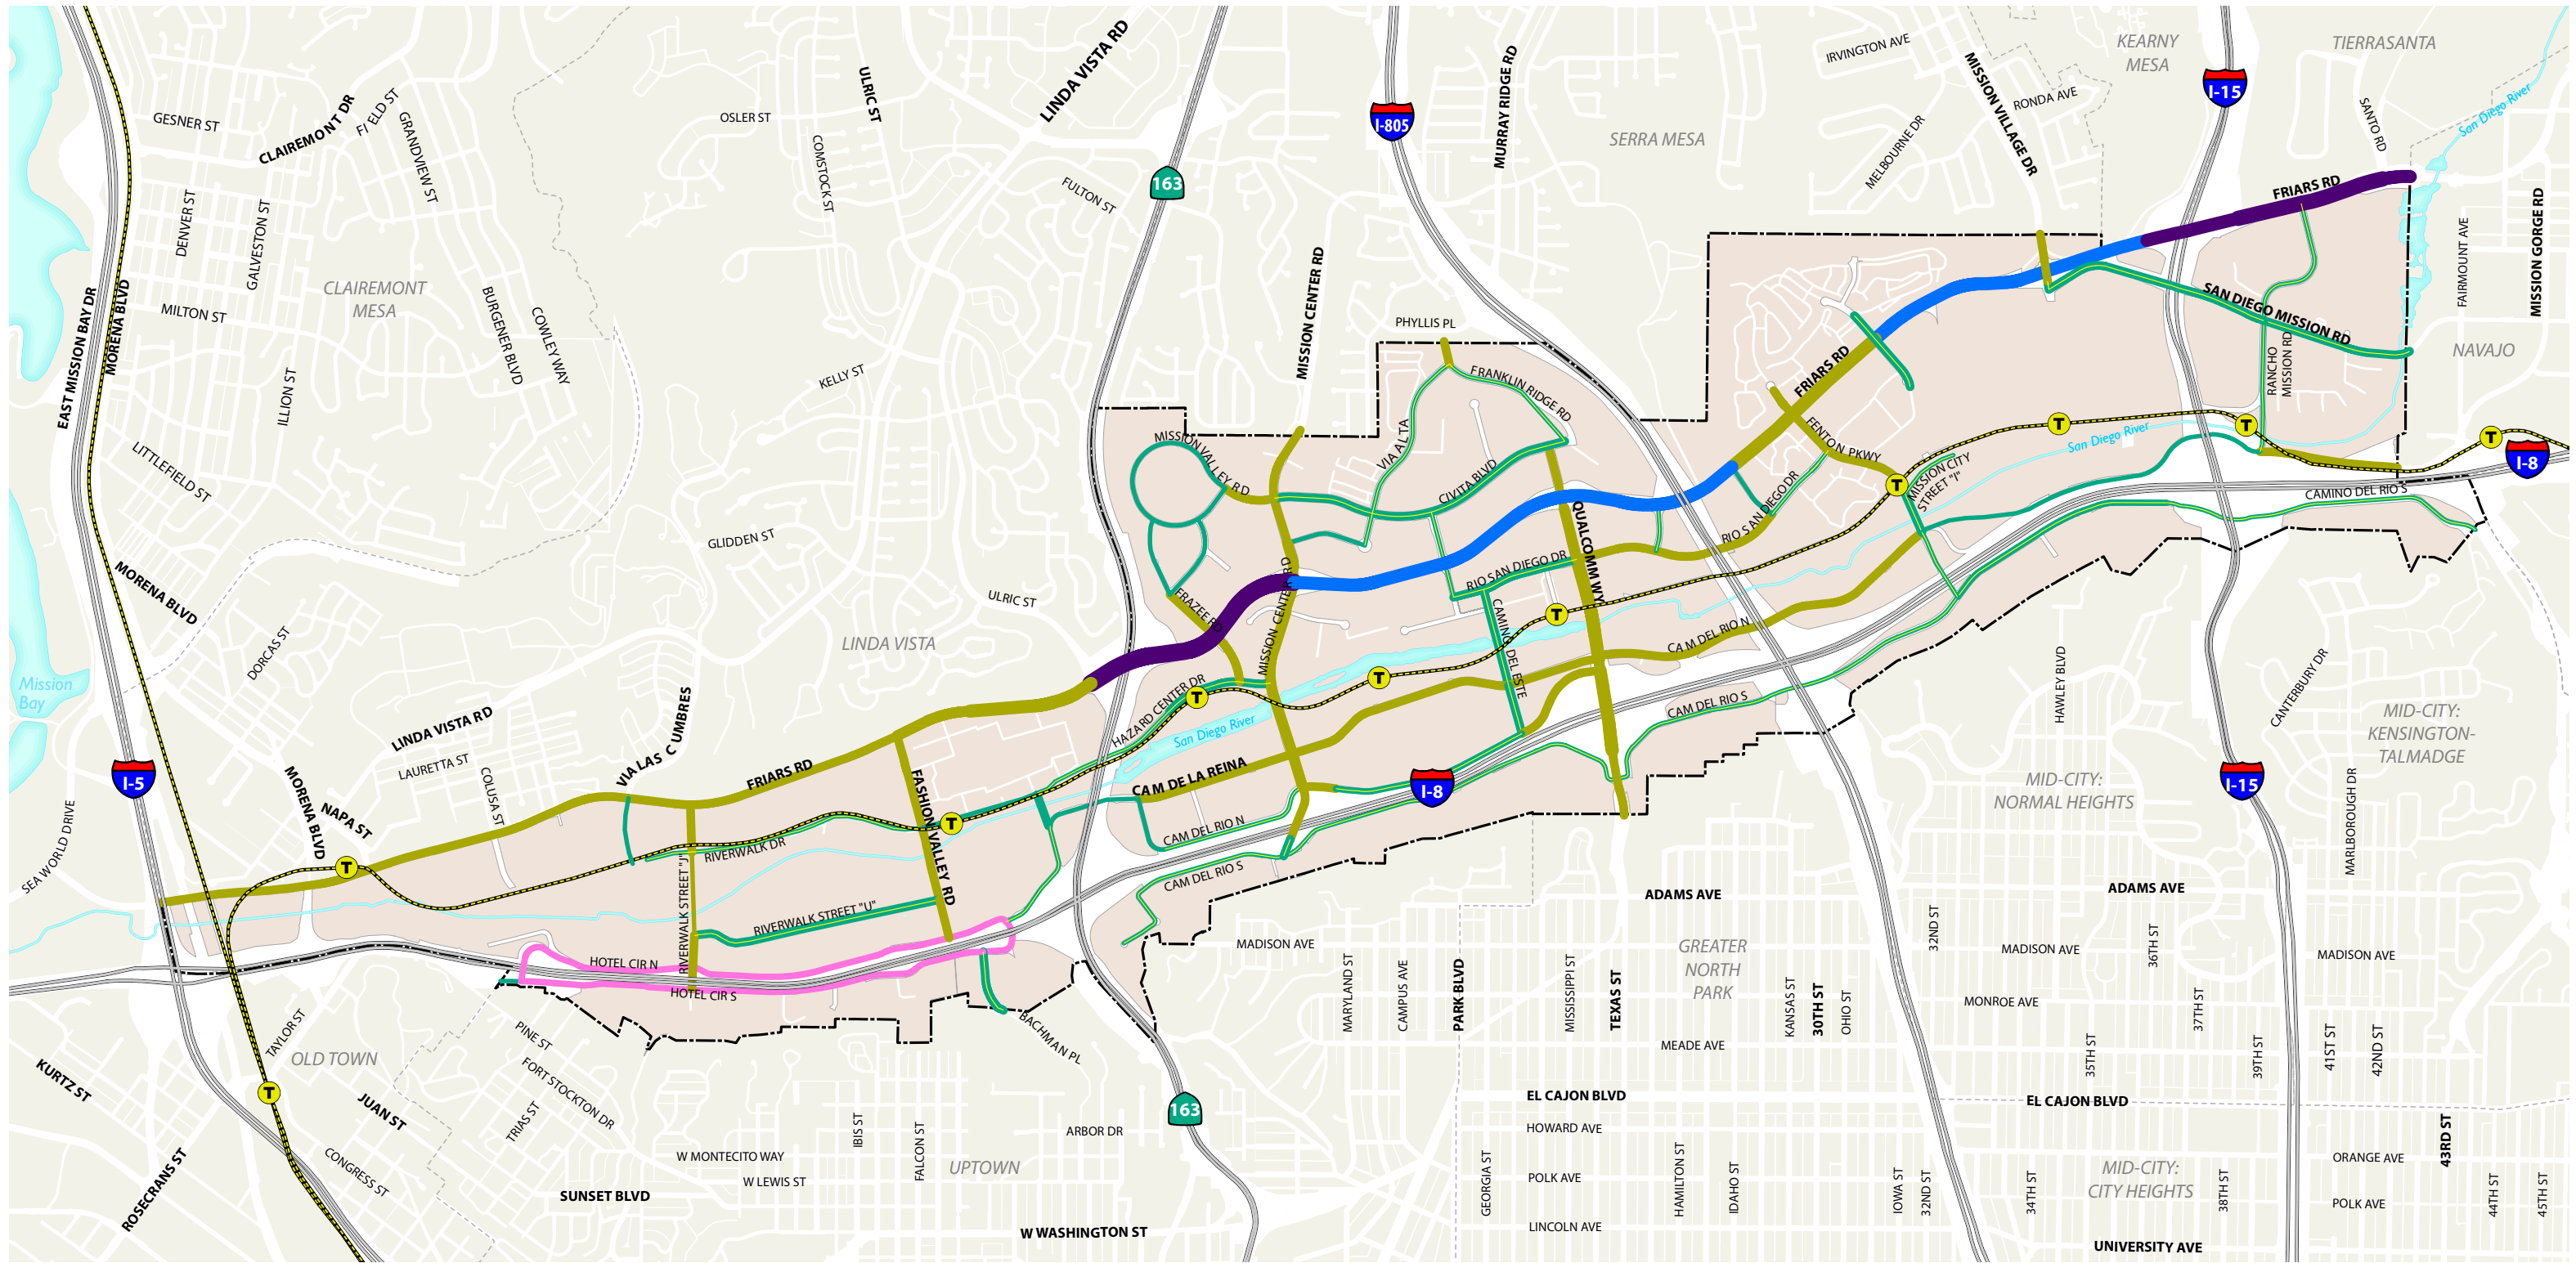 GESNER ST
CLAIREMONT DR
FIELD ST
GRANDVIEW ST
DENVER ST
GALVESTON ST
CLAIREMONT
MESA
MILTON ST
EAST MISSION BAY DR
MORENA BLVD
BURGENER BLVD
COWLEY WAY
ILLION ST
LITTLEFIELD ST
MORENA BLVD
DORCAS ST
Mission
Bay
I-5
SEA WORLD DRIVE
LINDA VISTA RD
LAURETTA ST
COLUSA ST
MORENA BLVD
NAPA ST
T
VIA LAS CUMBRES
ULRIC ST
OSLER ST
COMSTOCK ST
LINDA VISTA RD
FULTON ST
163
KELLY ST
GLIDDEN ST
ULRIC ST
LINDA VISTA
FRIARS RD
FASHION VALLEY RD
T
RIVERWALK DR
RIVERWALK STREET "J"
RIVERWALK STREET "U"
HOTEL CIR N
HOTEL CIR S
BACHMAN PL
TAYLOR ST
OLD TOWN
T
KURTZ ST
JUAN ST
PINE ST
FORT STOCKTON DR
TRIAS ST
CONGRESS ST
ROSECRANS ST
SUNSET BLVD
W MONTECITO WAY
W LEWIS ST
IBIS ST
FALCON ST
UPTOWN
ARBOR DR
163
W WASHINGTON ST
I-805
MURRAY RIDGE RD
SERRA MESA
MISSION CENTER RD
PHYLLIS PL
FRANKLIN RIDGE RD
MISSION VALLEY RD
VIA ALTA
CIVITA BLVD
FRAZEE RD
MISSION CENTER RD
HAZARD CENTER DR
T
San Diego River
T
CAM DE LA REINA
CAM DEL RIO N
CAM DEL RIO S
I-8
RIO SAN DIEGO DR
CAMINO DEL ESTE
T
QUALCOMM WY
CAM DEL RIO N
CAM DEL RIO S
RIO SAN DIEGO DR
FRIARS RD
FENTON PKWY
T
MISSION CITY
STREET "I"
IRVINGTON AVE
MISSION VILLAGE DR
RONDA AVE
MELBOURNE DR
KEARNY
MESA
TIERRASANTA
I-15
SANTO RD
San Diego River
FRIARS RD
FAIRMOUNT AVE
MISSION GORGE RD
SAN DIEGO MISSION RD
RANCHO
MISSION RD
NAVAJO
T
San Diego River
T
T
I-8
CAMINO DEL RIO S
HAWLEY BLVD
CANTERBURY DR
MID-CITY:
KENSINGTON-
TALMADGE
MID-CITY:
NORMAL HEIGHTS
I-15
MARLBOROUGH DR
ADAMS AVE
ADAMS AVE
MADISON AVE
MARYLAND ST
CAMPUS AVE
PARK BLVD
MISSISSIPPI ST
TEXAS ST
GREATER
NORTH
PARK
KANSAS ST
30TH ST
OHIO ST
32ND ST
MADISON AVE
36TH ST
MADISON AVE
MONROE AVE
37TH ST
35TH ST
39TH ST
41ST ST
42ND ST
MEADE AVE
EL CAJON BLVD
EL CAJON BLVD
HOWARD AVE
GEORGIA ST
POLK AVE
HAMILTON ST
IDAHO ST
IOWA ST
32ND ST
34TH ST
MID-CITY:
CITY HEIGHTS
38TH ST
ORANGE AVE
43RD ST
POLK AVE
44TH ST
45TH ST
LINCOLN AVE
UNIVERSITY AVE